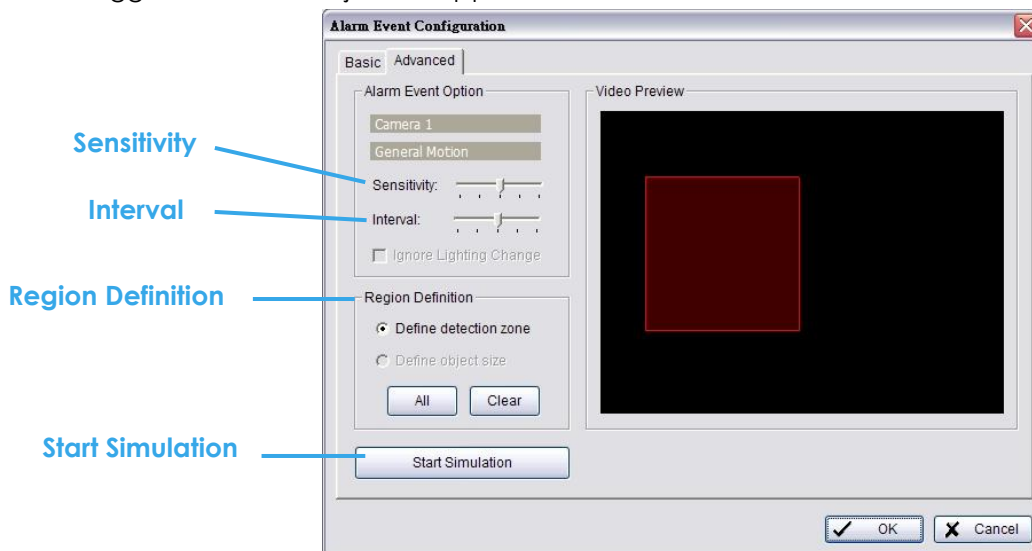 Alarm Event Configuration
Basic Advanced
Alarm Event Option
Camera 1
General Motion
Sensitivity:
Interval:
Ignore Lighting Change
Region Definition
Define detection zone
Define object size
All Clear
Start Simulation
Video Preview
OK Cancel
Sensitivity
Interval
Region Definition
Start Simulation